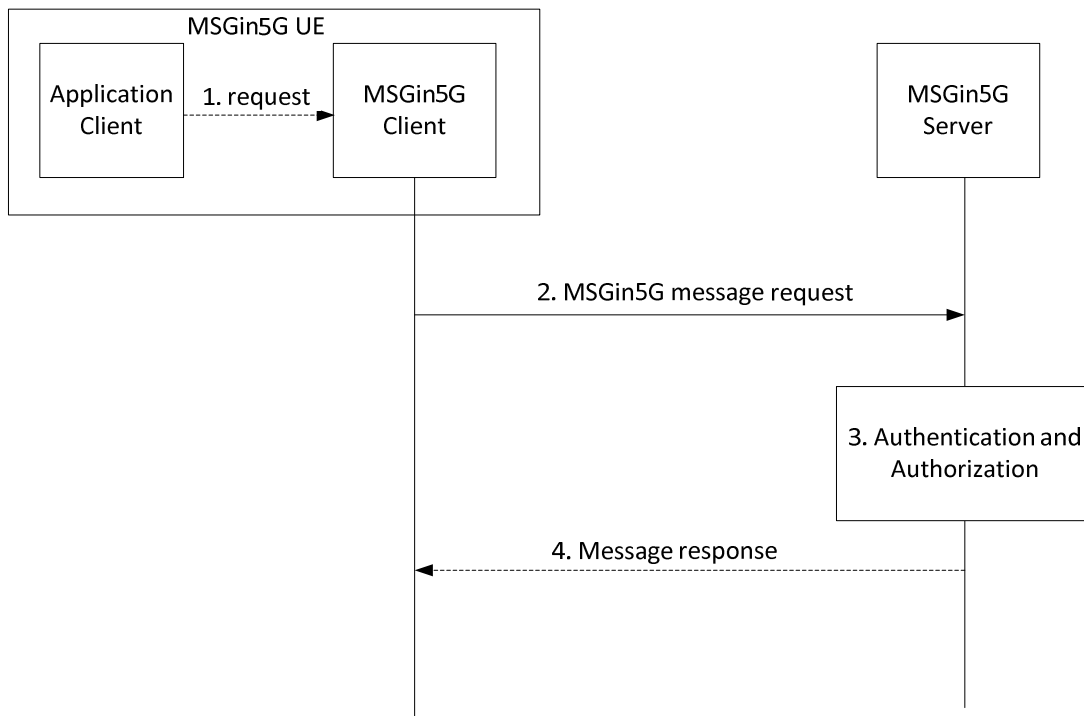 MSGin5G UE
Application
Client
1. request
MSGin5G
Client
MSGin5G
Server
2. MSGin5G message request
3. Authentication and
Authorization
4. Message response